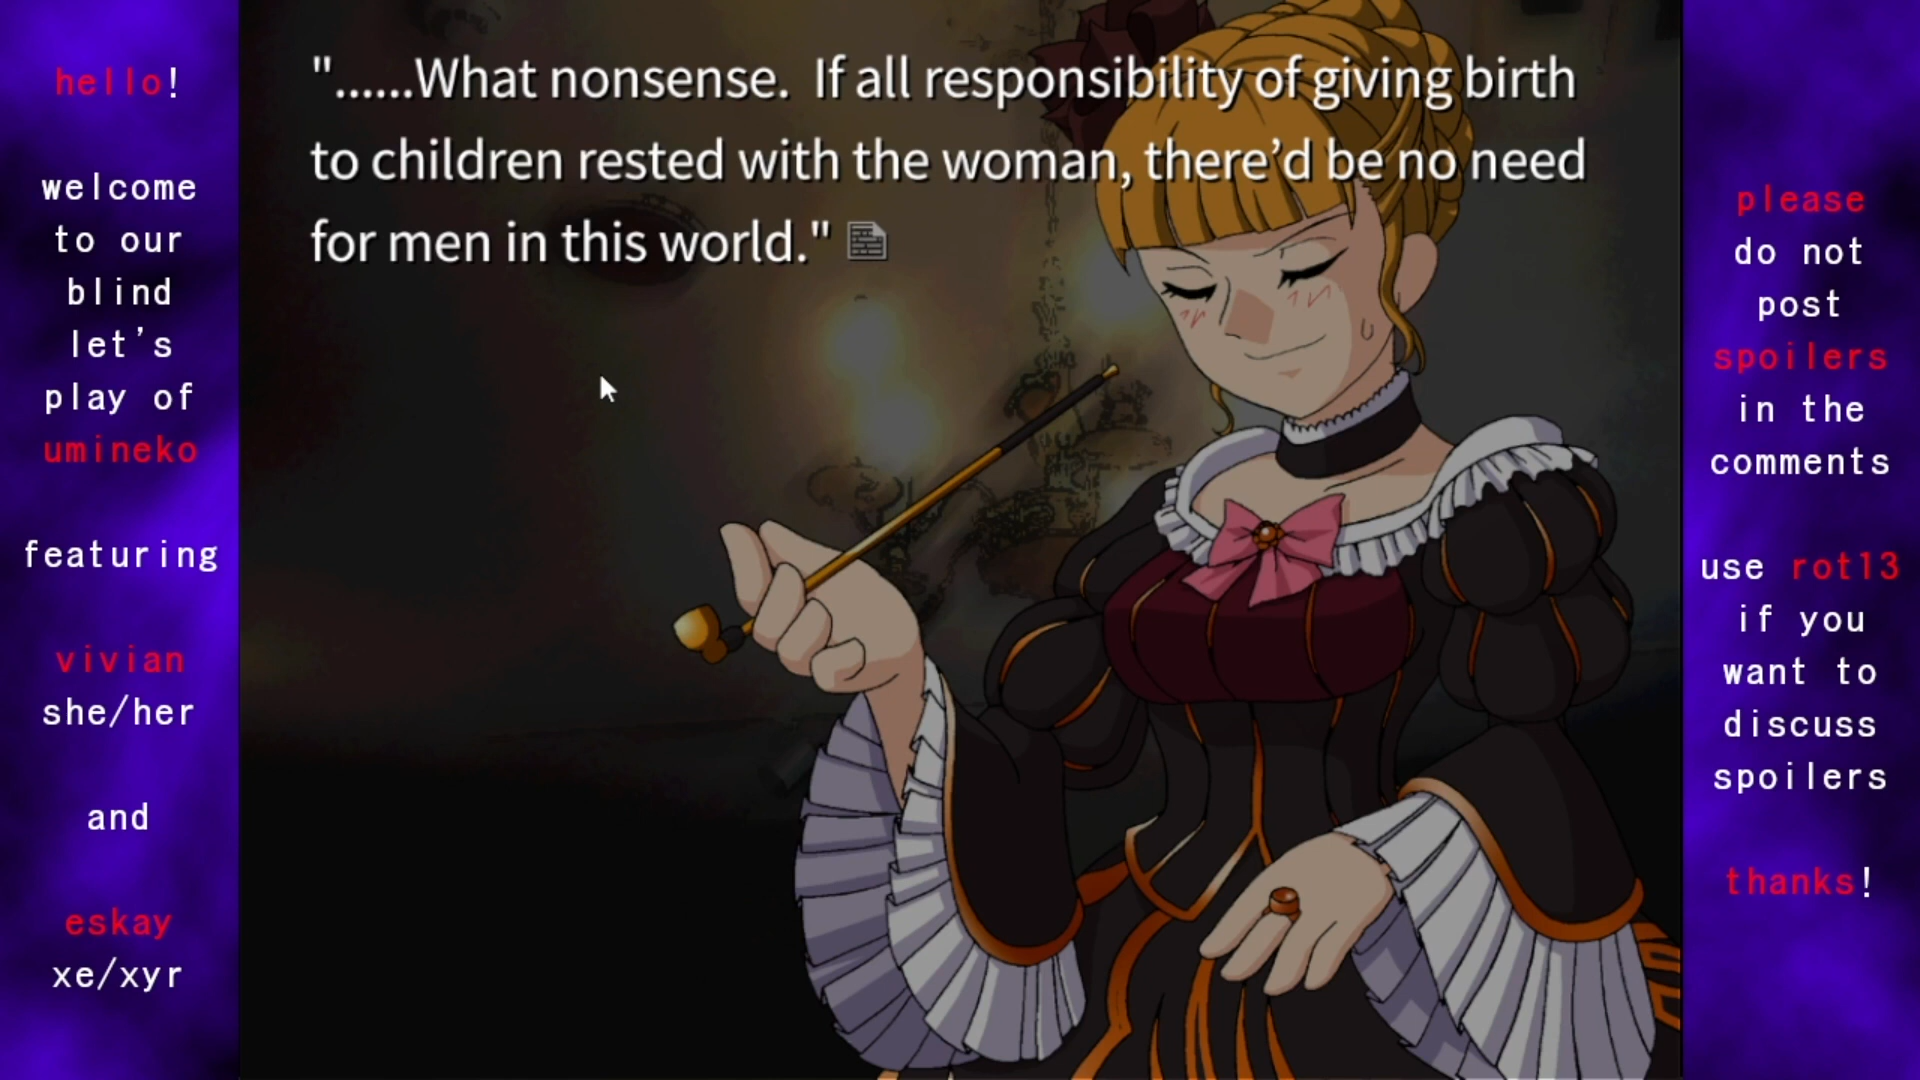 hello!
welcome
to our
blind
let's
play of
umineko
featuring
vivian
she/her
and
eskay
xe/xyr
"......What nonsense.  If all responsibility of giving birth
to children rested with the woman, there’d be no need
for men in this world."
please
do not
post
spoilers
in the
comments
use rot13
if you
want to
discuss
spoilers
thanks!